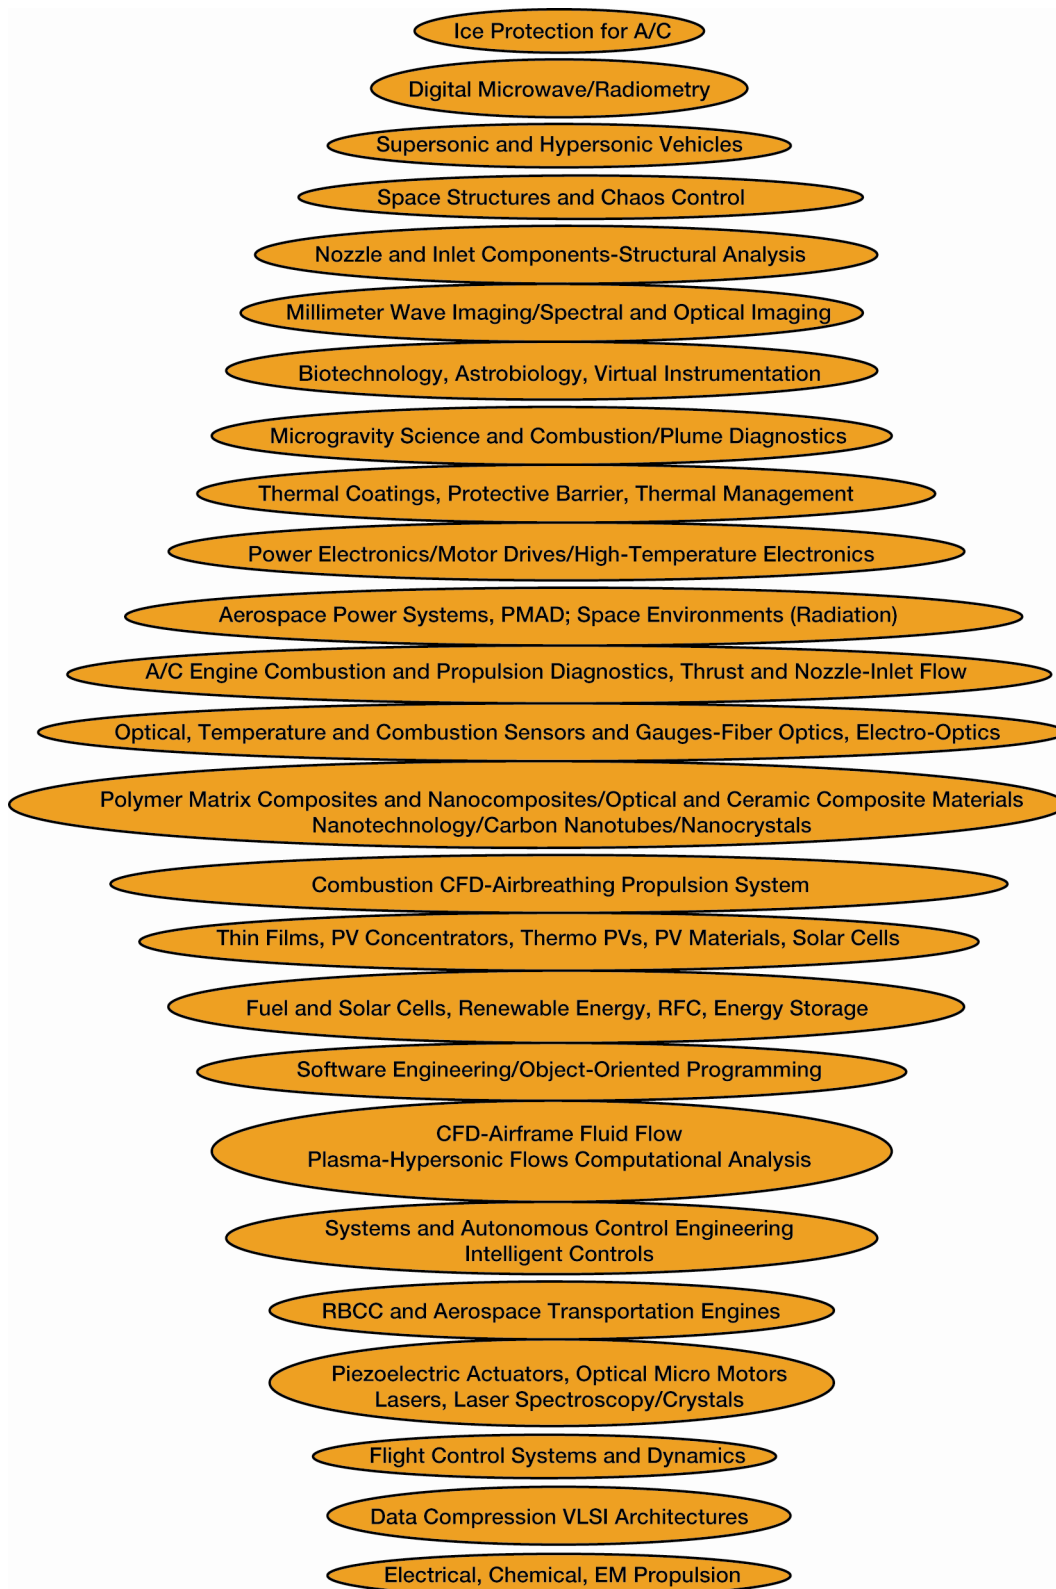 Ice Protection for A/C
Digital Microwave/Radiometry
Supersonic and Hypersonic Vehicles
Space Structures and Chaos Control
Nozzle and Inlet Components-Structural Analysis
Millimeter Wave Imaging/Spectral and Optical Imaging
Biotechnology, Astrobiology, Virtual Instrumentation
Microgravity Science and Combustion/Plume Diagnostics
Thermal Coatings, Protective Barrier, Thermal Management
Power Electronics/Motor Drives/High-Temperature Electronics
Aerospace Power Systems, PMAD; Space Environments (Radiation)
A/C Engine Combustion and Propulsion Diagnostics, Thrust and Nozzle-Inlet Flow
Optical, Temperature and Combustion Sensors and Gauges-Fiber Optics, Electro-Optics
Polymer Matrix Composites and Nanocomposites/Optical and Ceramic Composite Materials
Nanotechnology/Carbon Nanotubes/Nanocrystals
Combustion CFD-Airbreathing Propulsion System
Thin Films, PV Concentrators, Thermo PVs, PV Materials, Solar Cells
Fuel and Solar Cells, Renewable Energy, RFC, Energy Storage
Software Engineering/Object-Oriented Programming
CFD-Airframe Fluid Flow
Plasma-Hypersonic Flows Computational Analysis
Systems and Autonomous Control Engineering
Intelligent Controls
RBCC and Aerospace Transportation Engines
Piezoelectric Actuators, Optical Micro Motors
Lasers, Laser Spectroscopy/Crystals
Flight Control Systems and Dynamics
Data Compression VLSI Architectures
Electrical, Chemical, EM Propulsion